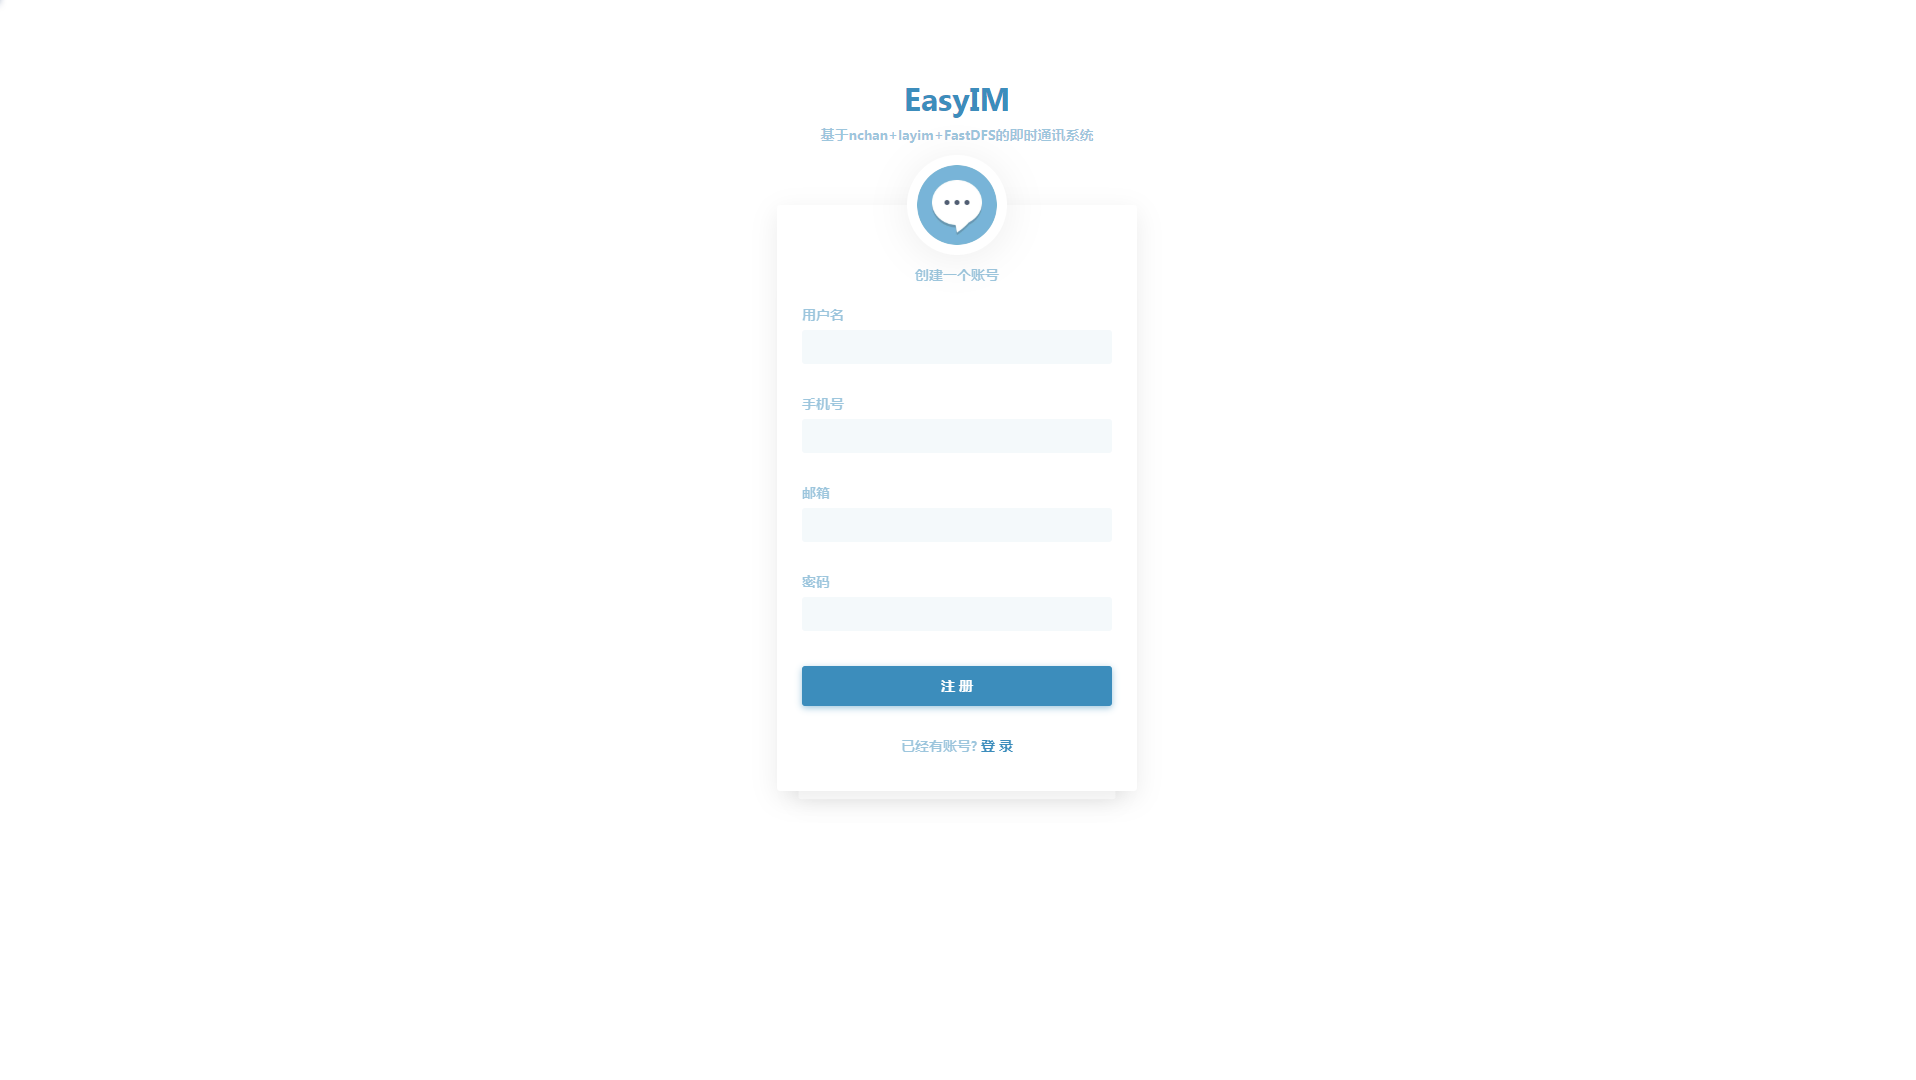 EasyIM
基于nchan+layim+FastDFS的即时通讯系统
创建一个账号
用户名
手机号
邮箱
密码
注 册
已经有账号? 登 录